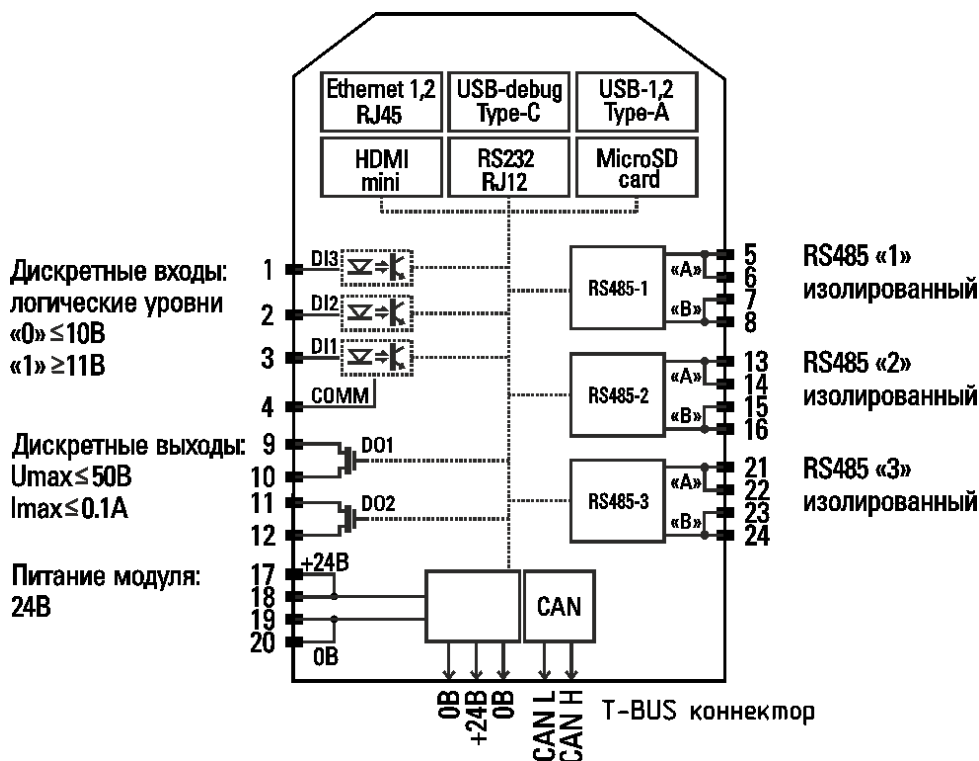 Ethernet 1,2
RJ45
USB-debug
Type-C
USB-1,2
Type-A
HDMI
mini
RS232
RJ12
MicroSD
card
Дискретные входы:
логические уровни
«0» ≤10В
«1» ≥11В
1
DI3
2
DI2
3
DI1
4
COMM
Дискретные выходы:
Umax≤50В
Imax≤0.1А
9
10
DO1
11
12
DO2
Питание модуля:
24В
17
+24В
18
19
20
0В
RS485-1
«А»
«В»
5
6
7
8
RS485 «1»
изолированный
RS485-2
«А»
«В»
13
14
15
16
RS485 «2»
изолированный
RS485-3
«А»
«В»
21
22
23
24
RS485 «3»
изолированный
CAN
0В
+24В
0В
CAN L
CAN H
T-BUS коннектор